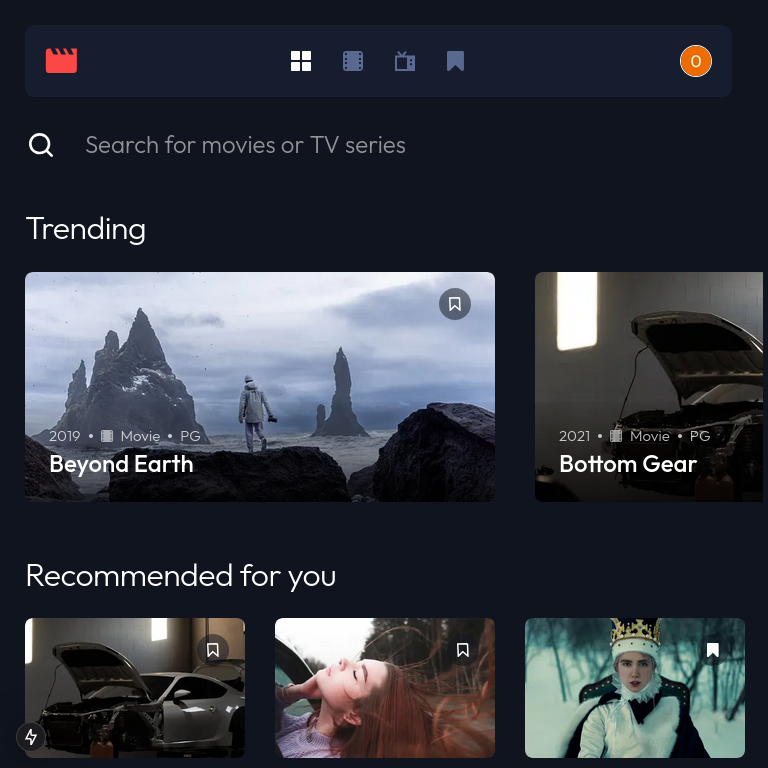 0
Search for movies or TV series
Trending
2019 • Movie • PG
Beyond Earth
2021 • Movie • PG
Bottom Gear
Recommended for you